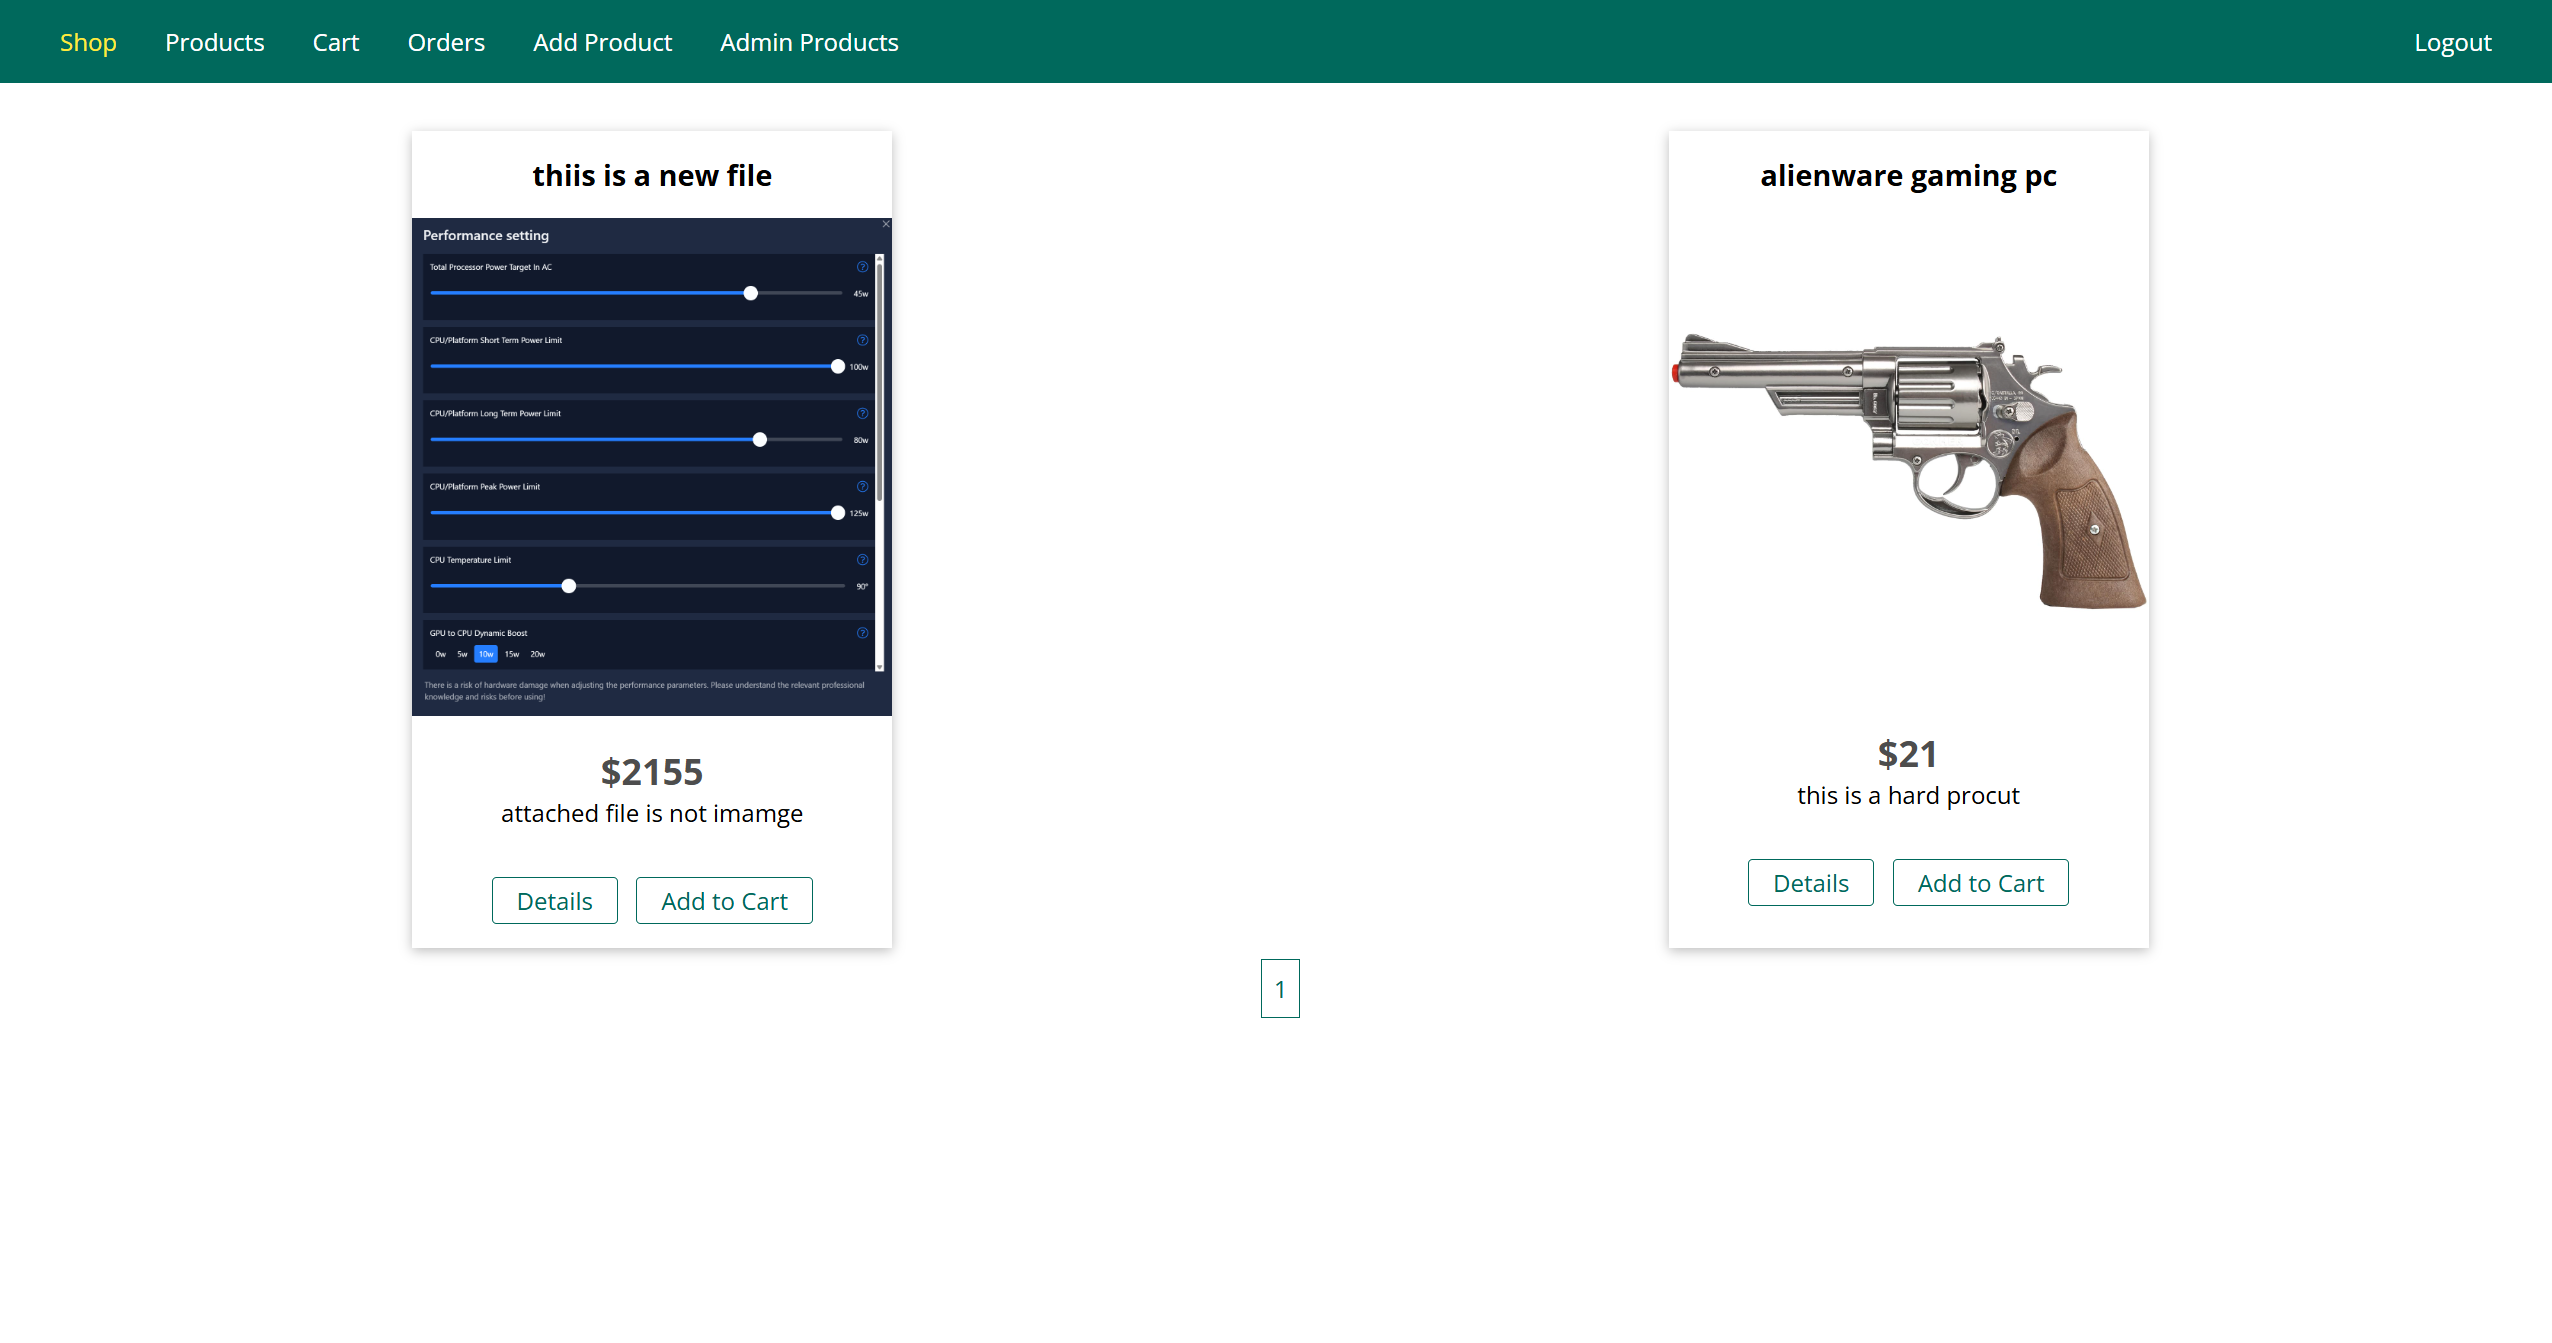 Shop Products Cart Orders Add Product Admin Products Logout
thiis is a new file
Performance setting
Total Processor Power Target In AC
45w
CPU/Platform Short Term Power Limit
100w
CPU/Platform Long Term Power Limit
80w
CPU/Platform Peak Power Limit
125w
CPU Temperature Limit
90°
GPU to CPU Dynamic Boost
0w 5w 10w 15w 20w
There is a risk of hardware damage when adjusting the performance parameters. Please understand the relevant professional
knowledge and risks before using!
$2155
attached file is not imamge
Details Add to Cart
alienware gaming pc
$21
this is a hard procut
Details Add to Cart
1